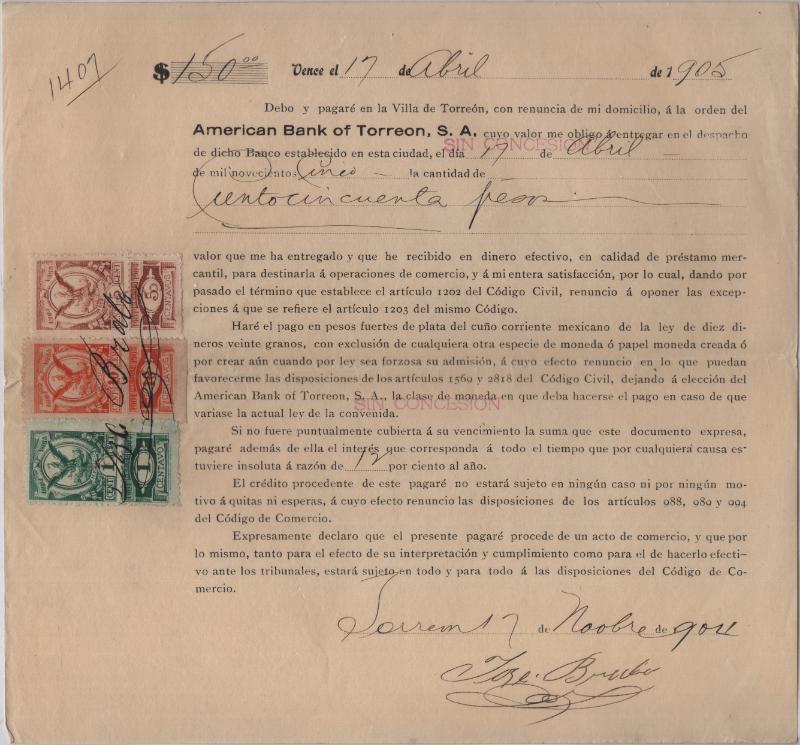 1407
$150.00 Vence el 17 de Abril de 1905
Debo y pagaré en la Villa de Torreón, con renuncia de mi domicilio, á la orden del
American Bank of Torreon, S. A. cuyo valor me obligo á entregar en el despacho
SIN CONCESION
de dicho Banco establecido en esta ciudad, el día 17 de Abril
de mil novecientos Cinco la cantidad de
Cientocincuenta pesos
valor que me ha entregado y que he recibido en dinero efectivo, en calidad de préstamo mer-
cantil, para destinarla á operaciones de comercio, y á mi entera satisfacción, por lo cual, dando por
pasado el término que establece el artículo 1202 del Código Civil, renuncio á oponer las excep-
ciones á que se refiere el artículo 1203 del mismo Código.
Haré el pago en pesos fuertes de plata del cuño corriente mexicano de la ley de diez di-
neros veinte granos, con exclusión de cualquiera otra especie de moneda ó papel moneda creada ó
por crear aún cuando por ley sea forzosa su admisión, á cuyo efecto renuncio en lo que puedan
favorecerme las disposiciones de los artículos 1569 y 2818 del Código Civil, dejando á elección del
American Bank of Torreon, S. A., la clase de moneda en que deba hacerse el pago en caso de que
SIN CONCESION
variase la actual ley de la convenida.
Si no fuere puntualmente cubierta á su vencimiento la suma que este documento expresa,
pagaré además de ella el interés que corresponda á todo el tiempo que por cualquiera causa es-
tuviere insoluta á razón de 12 por ciento al año.
El crédito procedente de este pagaré no estará sujeto en ningún caso ni por ningún motivo
á quitas ni esperas, á cuyo efecto renuncio las disposiciones de los artículos 988, 989 y 994
del Código de Comercio.
Expresamente declaro que el presente pagaré procede de un acto de comercio, y que por
lo mismo, tanto para el efecto de su interpretación y cumplimiento como para el de hacerlo efecti-
vo ante los tribunales, estará sujeto en todo y para todo á las disposiciones del Código de Co-
mercio.
Torreon 17 de Noobre de 904
5 CENTAVOS
1 CENTAVO